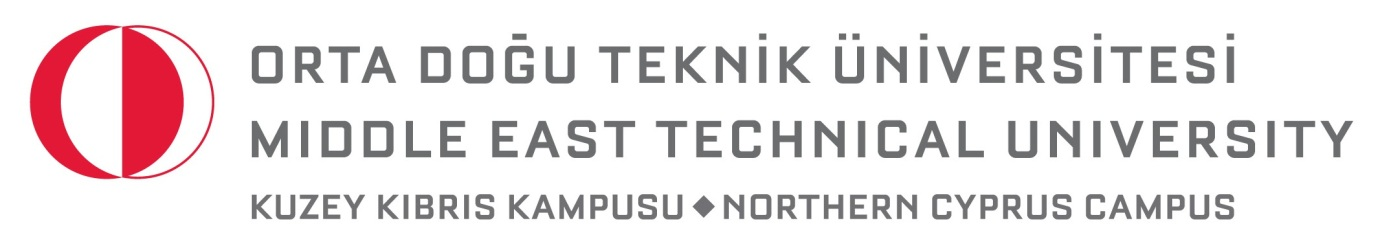 ORTA DOĞU TEKNİK ÜNİVERSİTESİ
MIDDLE EAST TECHNICAL UNIVERSITY
KUZEY KIBRIS KAMPUSU ◆ NORTHERN CYPRUS CAMPUS